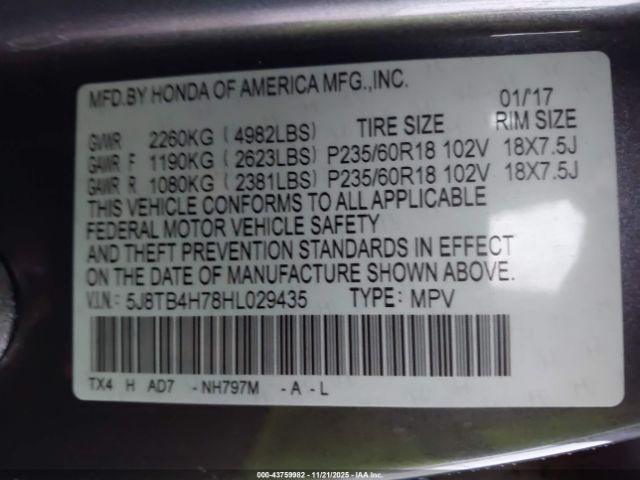 MFD.BY HONDA OF AMERICA MFG.,INC.
01/'17
GVWR 2260KG ( 4982LBS) TIRE SIZE RIM SIZE
GAWR F 1190KG ( 2623LBS) P235/60R18 102V 18X7.5J
GAWR R 1080KG ( 2381LBS) P235/60R18 102V 18X7.5J
THIS VEHICLE CONFORMS TO ALL APPLICABLE
FEDERAL MOTOR VEHICLE SAFETY
AND THEFT PREVENTION STANDARDS IN EFFECT
ON THE DATE OF MANUFACTURE SHOWN ABOVE.
V.I.N.: 5J8TB4H78HL029435 TYPE: MPV
TX4 H AD7 -NH797M -A-L
000-43759982 - 11/21/2025 - IAA Inc.